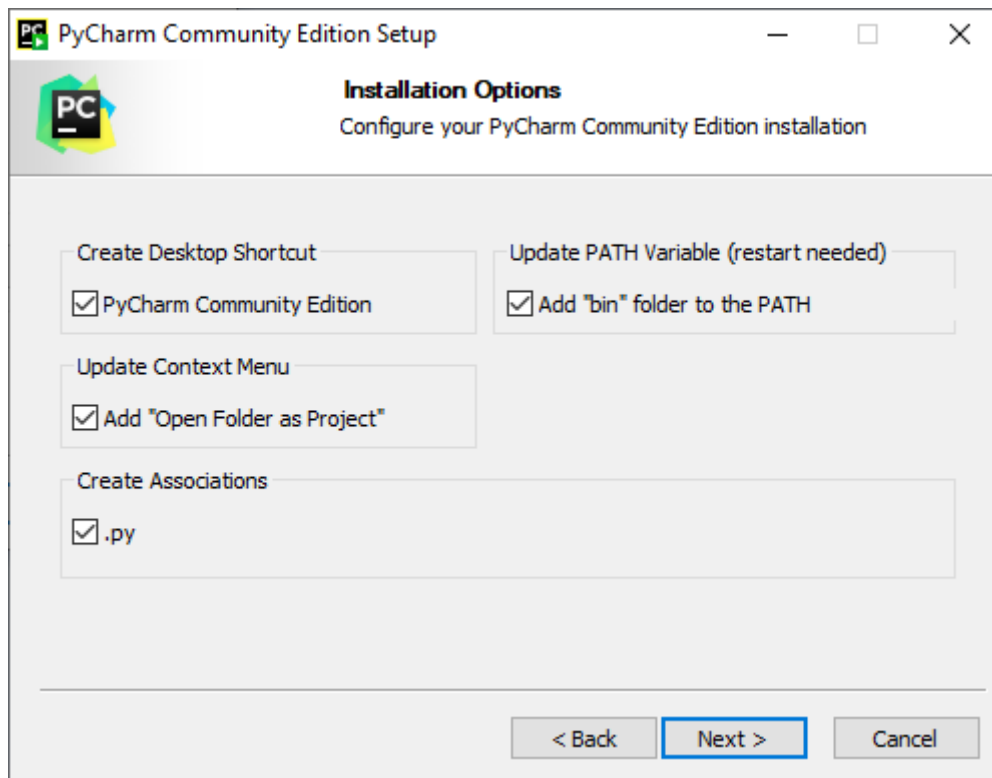 PyCharm Community Edition Setup
PC
Installation Options
Configure your PyCharm Community Edition installation
Create Desktop Shortcut
PyCharm Community Edition
Update PATH Variable (restart needed)
Add "bin" folder to the PATH
Update Context Menu
Add "Open Folder as Project"
Create Associations
.py
< Back
Next >
Cancel